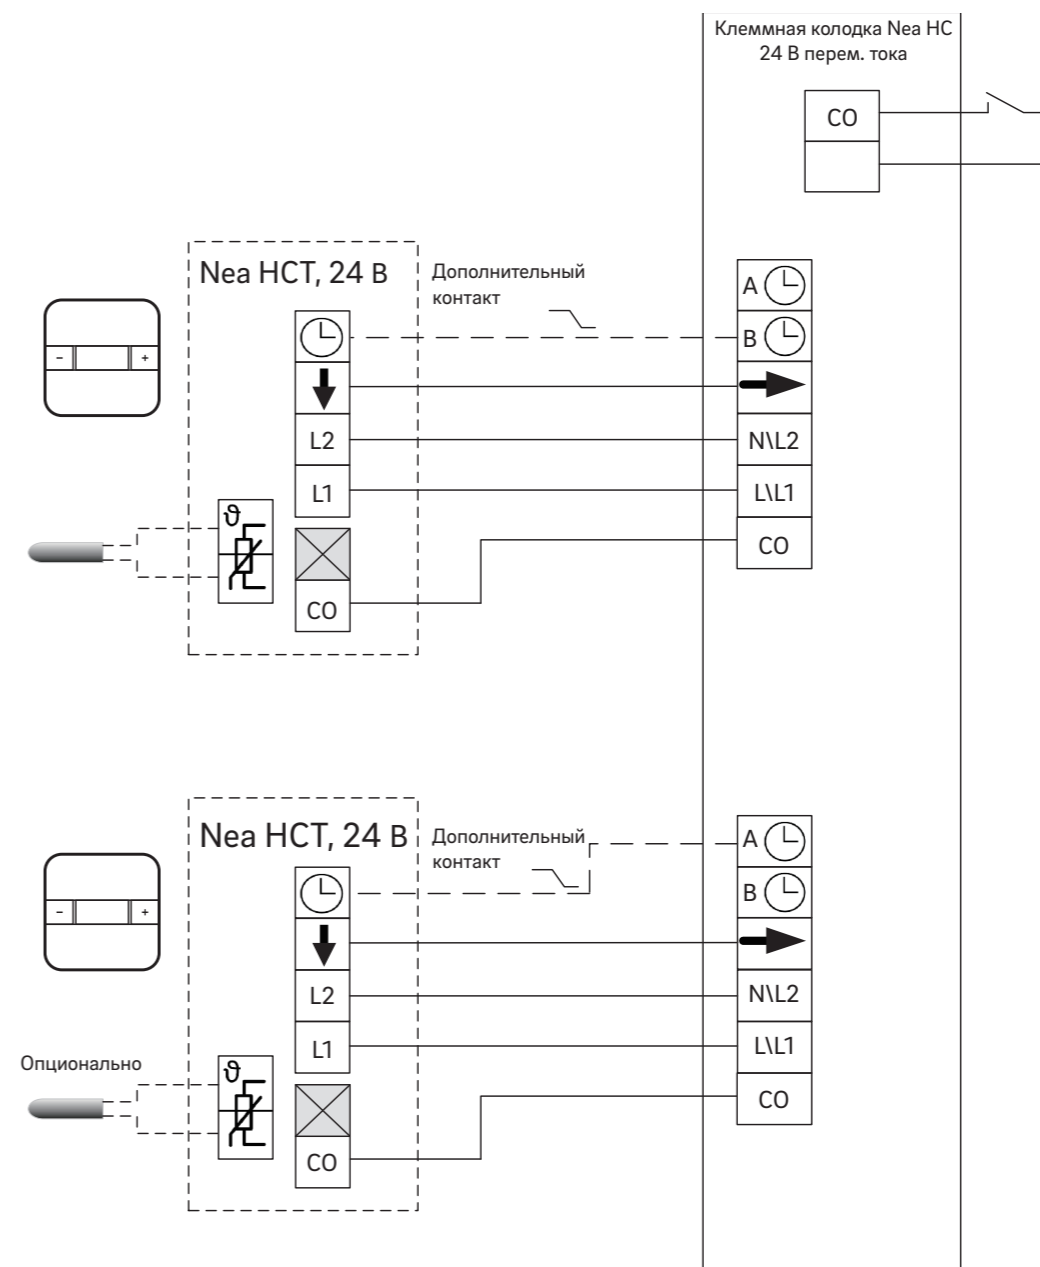 Клеммная колодка Nea HC
24 В перем. тока
CO
Nea HCT, 24 В
Дополнительный
контакт
A
B
- +
L2
N\L2
L1
L\L1
ϑ
CO
CO
Nea HCT, 24 В
Дополнительный
контакт
A
B
- +
L2
N\L2
L1
L\L1
Опционально
ϑ
CO
CO